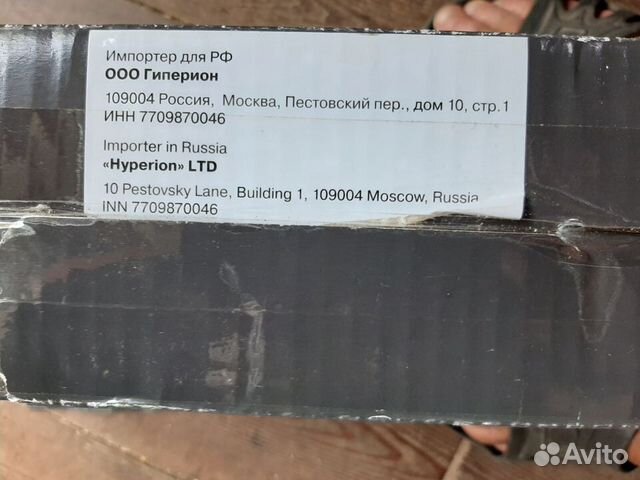 Импортер для РФ
ООО Гиперион
109004 Россия, Москва, Пестовский пер., дом 10, стр.1
ИНН 7709870046
Importer in Russia
«Hyperion» LTD
10 Pestovsky Lane, Building 1, 109004 Moscow, Russia
INN 7709870046
Avito